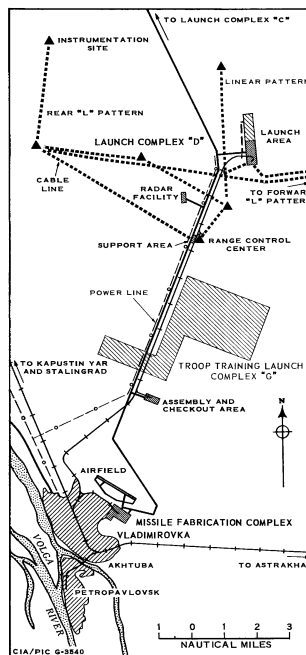 TO LAUNCH COMPLEX "C"
INSTRUMENTATION
SITE
LINEAR PATTERN
REAR "L" PATTERN
LAUNCH
AREA
LAUNCH COMPLEX "D"
CABLE
LINE
RADAR
FACILITY
TO FORWAR
"L" PATTER
SUPPORT AREA
RANGE CONTROL
CENTER
POWER LINE
TO KAPUSTIN YAR
AND STALINGRAD
TROOP TRAINING LAUNCH
COMPLEX "G"
ASSEMBLY AND
CHECKOUT AREA
N
AIRFIELD
MISSILE FABRICATION COMPLEX
VLADIMIROVKA
VOLGA
RIVER
AKHTUBA
TO ASTRAKHA
PETROPAVLOVSK
1 0 1 2 3
NAUTICAL MILES
CIA/PIC G-3540